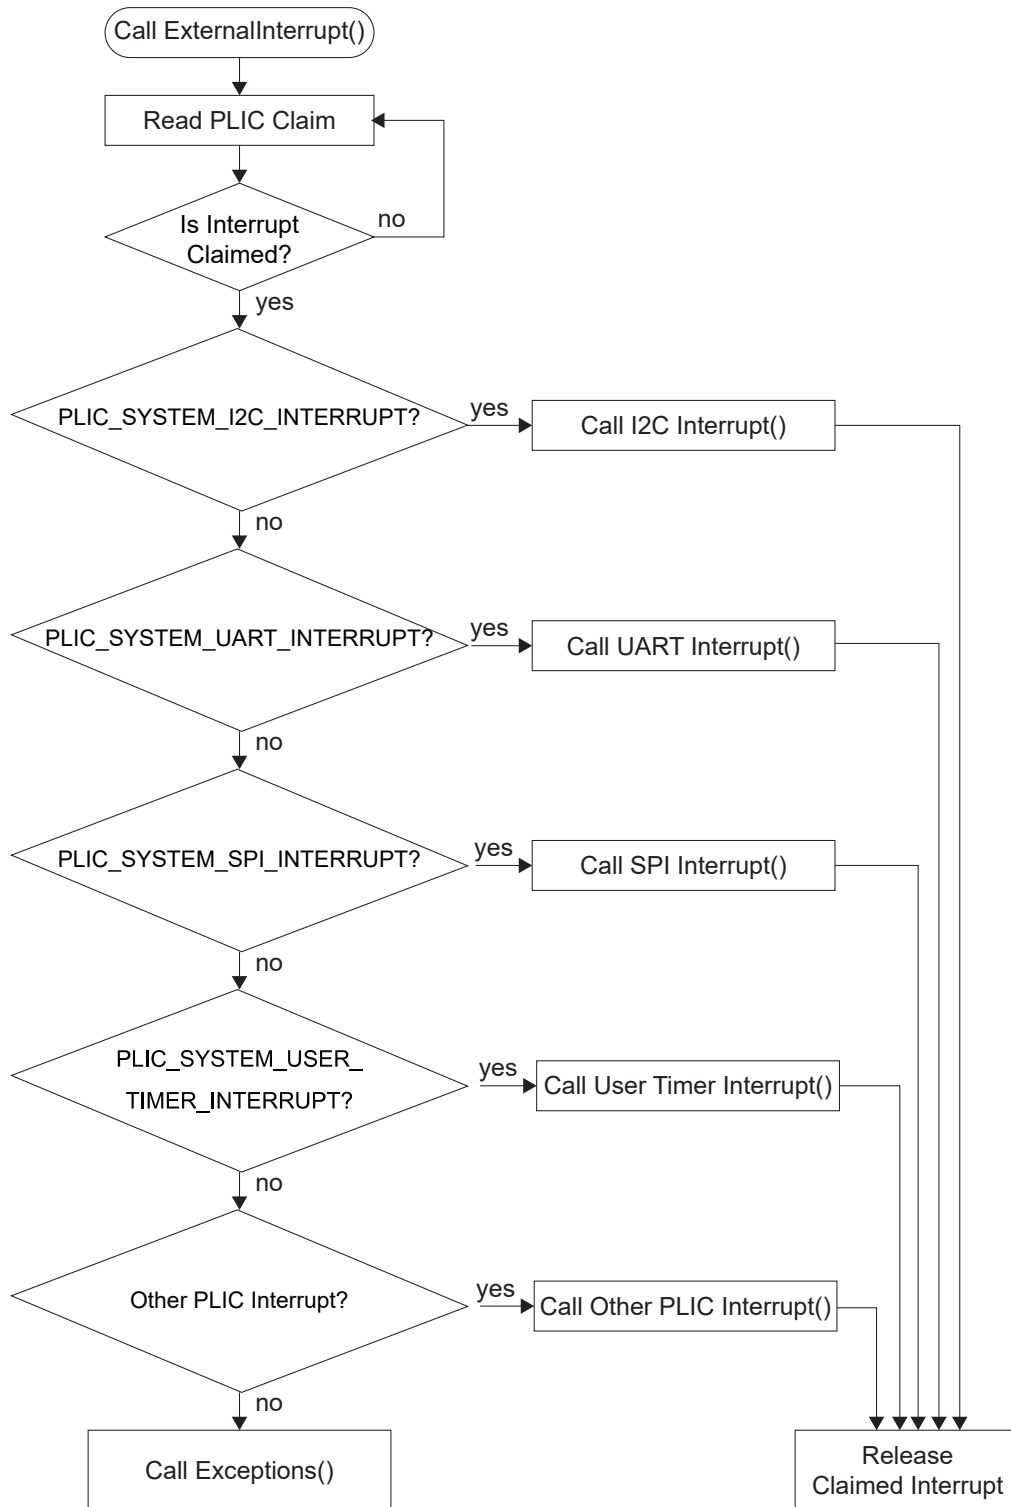 Call ExternalInterrupt()
Read PLIC Claim
Is Interrupt
Claimed?
no
yes
PLIC_SYSTEM_I2C_INTERRUPT?
yes
Call I2C Interrupt()
no
PLIC_SYSTEM_UART_INTERRUPT?
yes
Call UART Interrupt()
no
PLIC_SYSTEM_SPI_INTERRUPT?
yes
Call SPI Interrupt()
no
PLIC_SYSTEM_USER_
TIMER_INTERRUPT?
yes
Call User Timer Interrupt()
no
Other PLIC Interrupt?
yes
Call Other PLIC Interrupt()
no
Call Exceptions()
Release
Claimed Interrupt